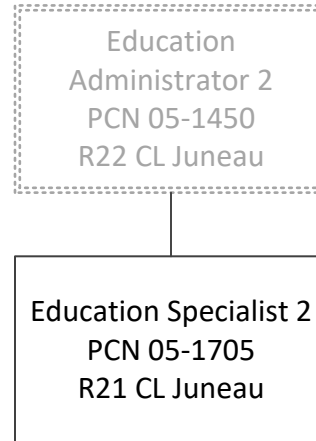 Education
Administrator 2
PCN 05-1450
R22 CL Juneau
Education Specialist 2
PCN 05-1705
R21 CL Juneau